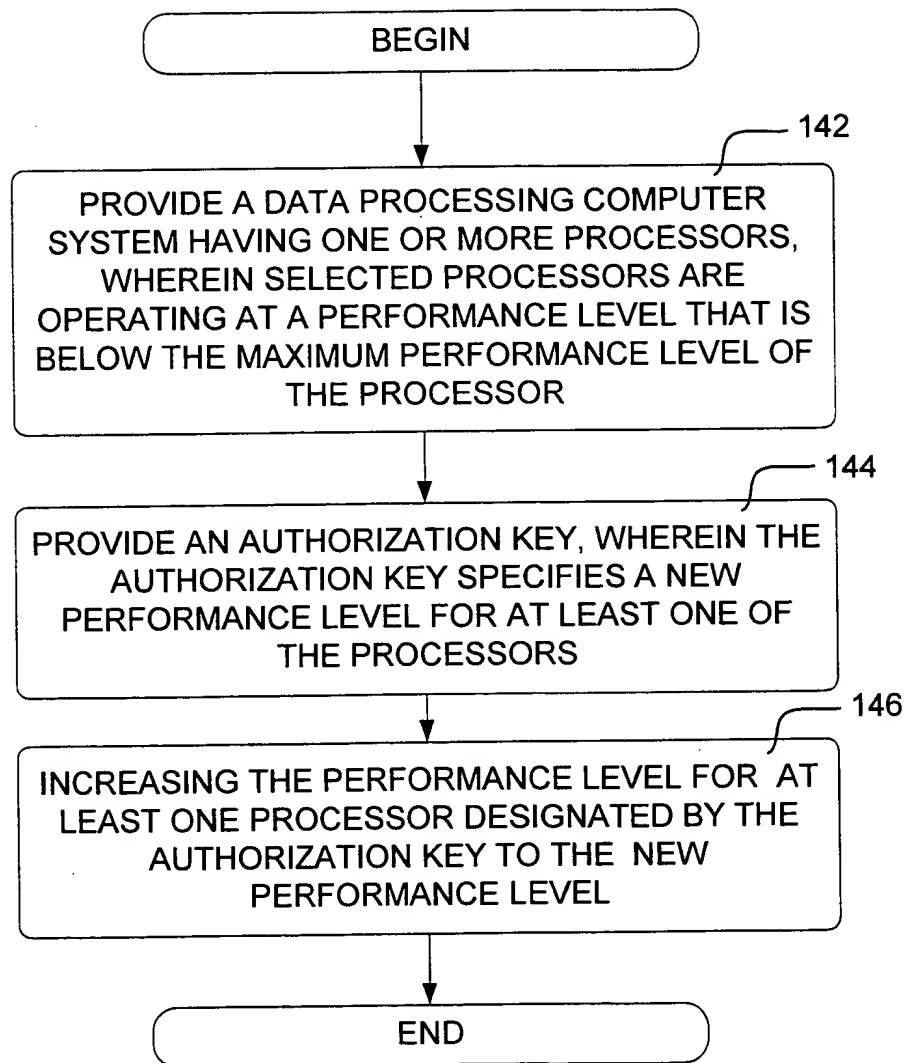 BEGIN
142
PROVIDE A DATA PROCESSING COMPUTER
SYSTEM HAVING ONE OR MORE PROCESSORS,
WHEREIN SELECTED PROCESSORS ARE
OPERATING AT A PERFORMANCE LEVEL THAT IS
BELOW THE MAXIMUM PERFORMANCE LEVEL OF
THE PROCESSOR
144
PROVIDE AN AUTHORIZATION KEY, WHEREIN THE
AUTHORIZATION KEY SPECIFIES A NEW
PERFORMANCE LEVEL FOR AT LEAST ONE OF
THE PROCESSORS
146
INCREASING THE PERFORMANCE LEVEL FOR AT
LEAST ONE PROCESSOR DESIGNATED BY THE
AUTHORIZATION KEY TO THE NEW
PERFORMANCE LEVEL
END